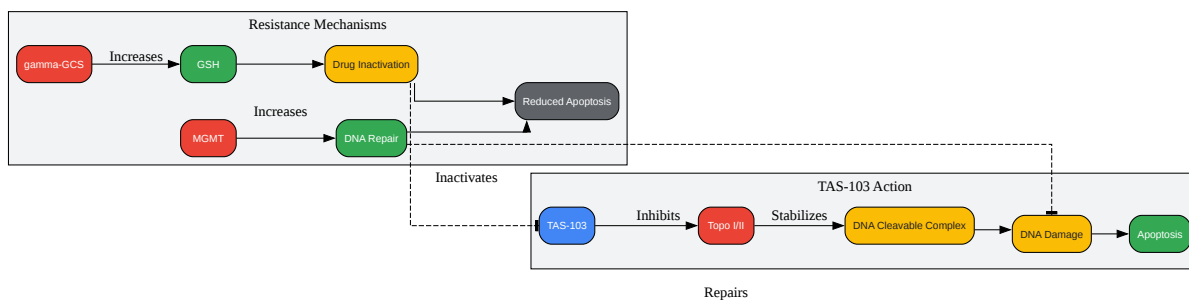 Resistance Mechanisms
gamma-GCS
Increases
GSH
Drug Inactivation
Reduced Apoptosis
Increases
MGMT
DNA Repair
Inactivates
TAS-103 Action
TAS-103
Inhibits
Topo I/II
Stabilizes
DNA Cleavable Complex
DNA Damage
Apoptosis
Repairs